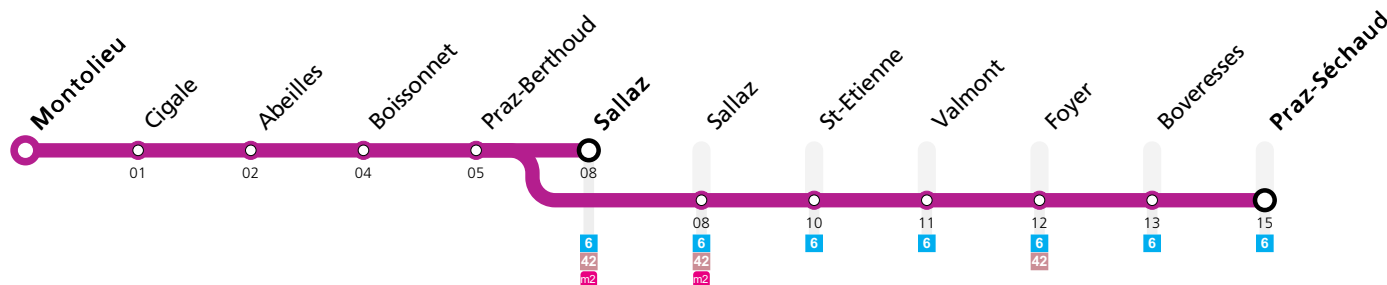 Montolieu
Cigale
Abeilles
Boissonnet
Praz-Berthoud
Sallaz
Sallaz
St-Etienne
Valmont
Foyer
Boveresses
Praz-Séchaud
01 02 04 05 08
08 10 11 12 13 15
6 6 6 6 6 6 6
42 42 42
m2 m2